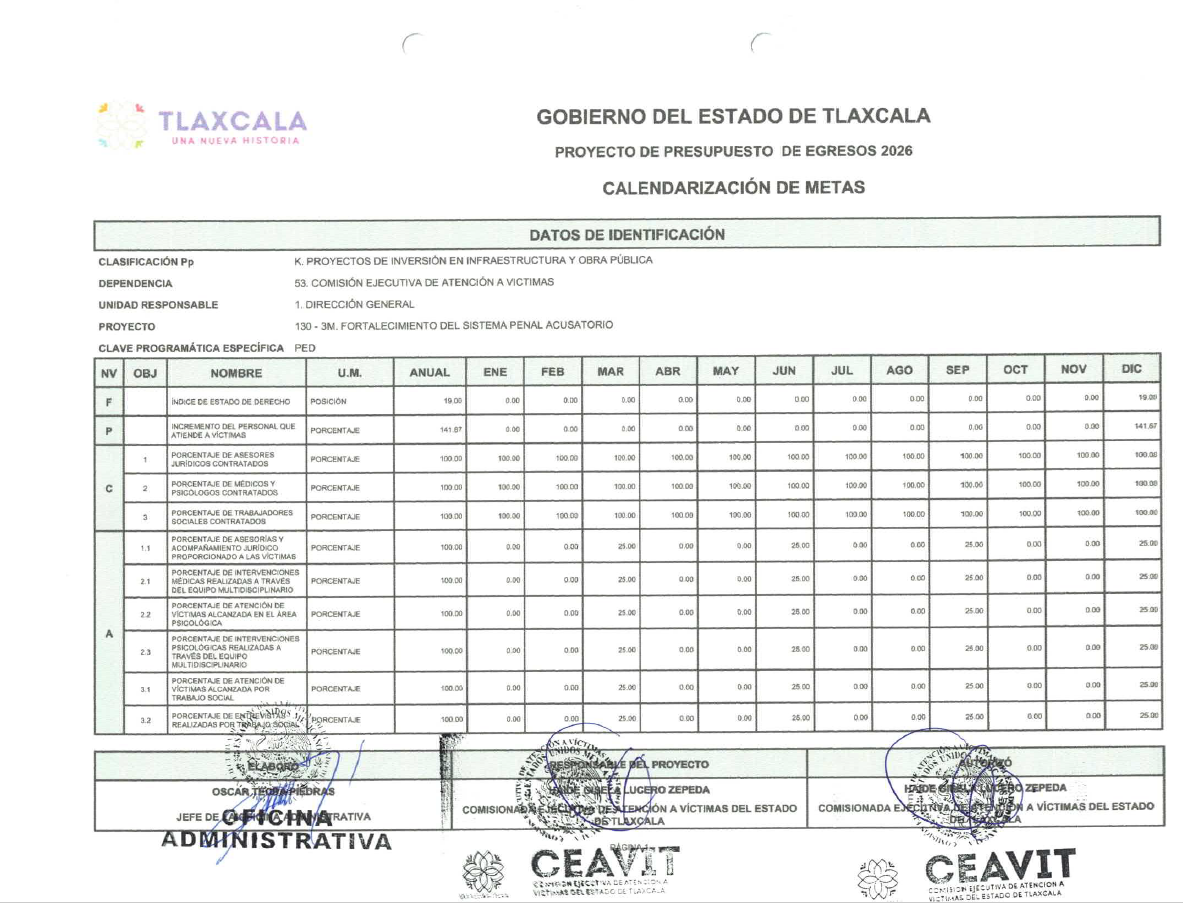 TLAXCALA
UNA NUEVA HISTORIA
GOBIERNO DEL ESTADO DE TLAXCALA
PROYECTO DE PRESUPUESTO DE EGRESOS 2026
CALENDARIZACIÓN DE METAS
DATOS DE IDENTIFICACIÓN
CLASIFICACIÓN Pp K. PROYECTOS DE INVERSIÓN EN INFRAESTRUCTURA Y OBRA PÚBLICA
DEPENDENCIA 53. COMISIÓN EJECUTIVA DE ATENCIÓN A VICTIMAS
UNIDAD RESPONSABLE 1. DIRECCIÓN GENERAL
PROYECTO 130 - 3M. FORTALECIMIENTO DEL SISTEMA PENAL ACUSATORIO
CLAVE PROGRAMÁTICA ESPECÍFICA PED
NV OBJ NOMBRE U.M. ANUAL ENE FEB MAR ABR MAY JUN JUL AGO SEP OCT NOV DIC
F ÍNDICE DE ESTADO DE DERECHO POSICIÓN 19.00 0.00 0.00 0.00 0.00 0.00 0.00 0.00 0.00 0.00 0.00 0.00 19.00
P INCREMENTO DEL PERSONAL QUE
ATIENDE A VÍCTIMAS PORCENTAJE 141.67 0.00 0.00 0.00 0.00 0.00 0.00 0.00 0.00 0.00 0.00 0.00 141.67
C
1 PORCENTAJE DE ASESORES
JURÍDICOS CONTRATADOS PORCENTAJE 100.00 100.00 100.00 100.00 100.00 100.00 100.00 100.00 100.00 100.00 100.00 100.00 100.00
2 PORCENTAJE DE MÉDICOS Y
PSICÓLOGOS CONTRATADOS PORCENTAJE 100.00 100.00 100.00 100.00 100.00 100.00 100.00 100.00 100.00 100.00 100.00 100.00 100.00
3 PORCENTAJE DE TRABAJADORES
SOCIALES CONTRATADOS PORCENTAJE 100.00 100.00 100.00 100.00 100.00 100.00 100.00 100.00 100.00 100.00 100.00 100.00 100.00
A
1.1 PORCENTAJE DE ASESORÍAS Y
ACOMPAÑAMIENTO JURÍDICO
PROPORCIONADO A LAS VÍCTIMAS PORCENTAJE 100.00 0.00 0.00 25.00 0.00 0.00 25.00 0.00 0.00 25.00 0.00 0.00 25.00
2.1 PORCENTAJE DE INTERVENCIONES
MÉDICAS REALIZADAS A TRAVÉS
DEL EQUIPO MULTIDISCIPLINARIO PORCENTAJE 100.00 0.00 0.00 25.00 0.00 0.00 25.00 0.00 0.00 25.00 0.00 0.00 25.00
2.2 PORCENTAJE DE ATENCIÓN DE
VÍCTIMAS ALCANZADA EN EL ÁREA
PSICOLÓGICA PORCENTAJE 100.00 0.00 0.00 25.00 0.00 0.00 25.00 0.00 0.00 25.00 0.00 0.00 25.00
2.3 PORCENTAJE DE INTERVENCIONES
PSICOLÓGICAS REALIZADAS A
TRAVÉS DEL EQUIPO
MULTIDISCIPLINARIO PORCENTAJE 100.00 0.00 0.00 25.00 0.00 0.00 25.00 0.00 0.00 25.00 0.00 0.00 25.00
3.1 PORCENTAJE DE ATENCIÓN DE
VÍCTIMAS ALCANZADA POR
TRABAJO SOCIAL PORCENTAJE 100.00 0.00 0.00 25.00 0.00 0.00 25.00 0.00 0.00 25.00 0.00 0.00 25.00
3.2 PORCENTAJE DE ENTREVISTAS
REALIZADAS POR TRABAJO SOCIAL PORCENTAJE 100.00 0.00 0.00 25.00 0.00 0.00 25.00 0.00 0.00 25.00 0.00 0.00 25.00
ELABORÓ RESPONSABLE DEL PROYECTO AUTORIZÓ
OSCAR PIEDRAS
JEFE DE LA OFICINA ADMINISTRATIVA
LUCERO ZEPEDA
COMISIONADA EJECUTIVA DE ATENCIÓN A VÍCTIMAS DEL ESTADO
DE TLAXCALA
LUCERO ZEPEDA
COMISIONADA EJECUTIVA DE ATENCIÓN A VÍCTIMAS DEL ESTADO
DE TLAXCALA
OFICINA
ADMINISTRATIVA
CEAVIT
COMISIÓN EJECUTIVA DE ATENCIÓN A
VÍCTIMAS DEL ESTADO DE TLAXCALA
CEAVIT
COMISIÓN EJECUTIVA DE ATENCION A
VÍCTIMAS DEL ESTADO DE TLAXCALA